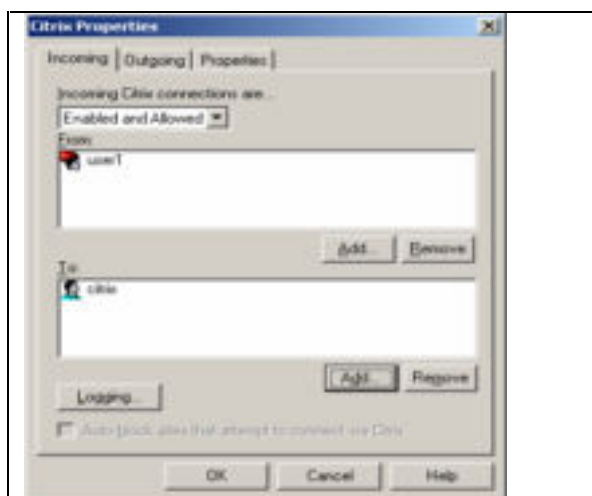 Citrix Properties
Incoming Outgoing Properties
Incoming Citrix connections are...
Enabled and Allowed
From
user1
Add... Remove
To
citrix
Add... Remove
Logging...
Auto-block sites that attempt to connect via Citrix
OK Cancel Help